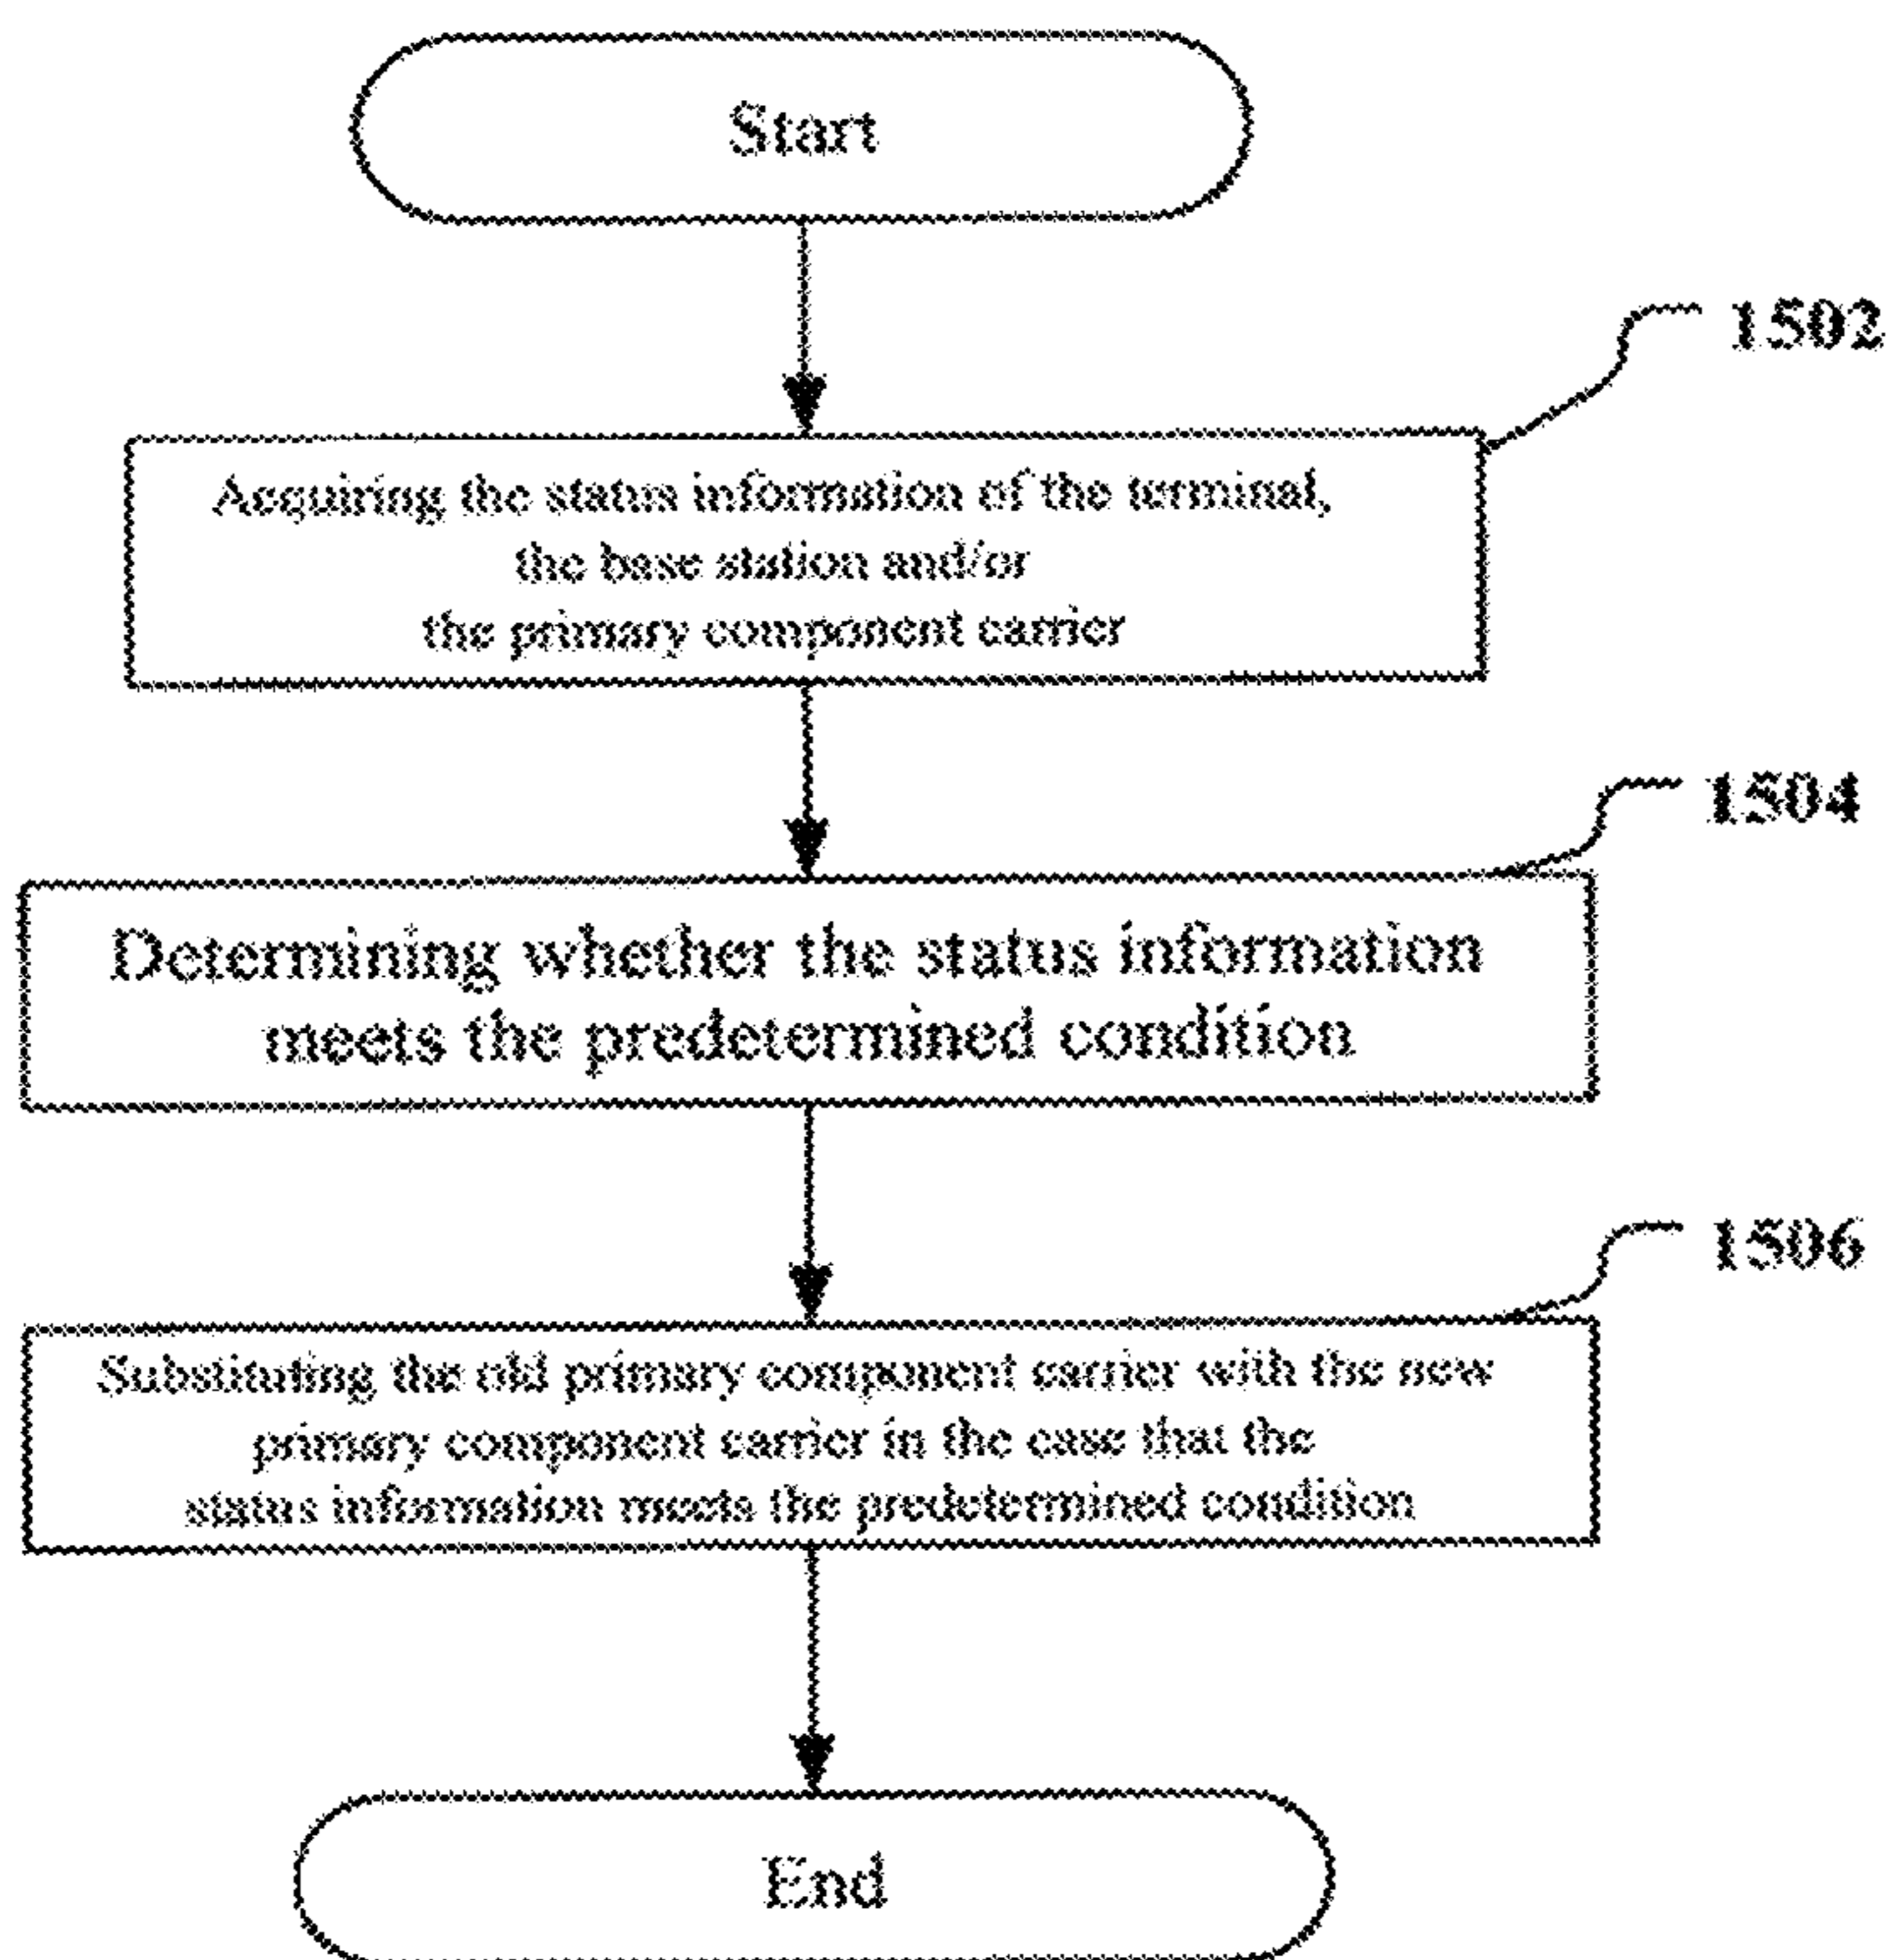 Start
1502
Acquiring the status information of the terminal,
the base station and/or
the primary component carrier
1504
Determining whether the status information
meets the predetermined condition
1506
Substituting the old primary component carrier with the new
primary component carrier in the case that the
status information meets the predetermined condition
End